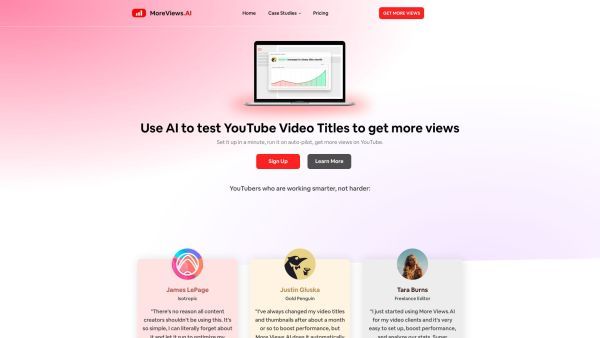 MoreViews.AI
Home
Case Studies
Pricing
GET MORE VIEWS
Use AI to test YouTube Video Titles to get more views
Set it up in a minute, run it on auto-pilot, get more views on YouTube.
Sign Up
Learn More
YouTubers who are working smarter, not harder:
James LePage
Isotropic
"There's no reason all content
creators shouldn't be using this. It's
so simple, I can literally forget about
it and let it run to optimize my
Justin Gluska
Gold Penguin
"I've always changed my video titles
and thumbnails after about a month
or so to boost performance, but
More Views AI does it automatically
Tara Burns
Freelance Editor
"I just started using More Views.AI
for my video clients and it's very
easy to set up, boost performance,
and analyze our stats. Super